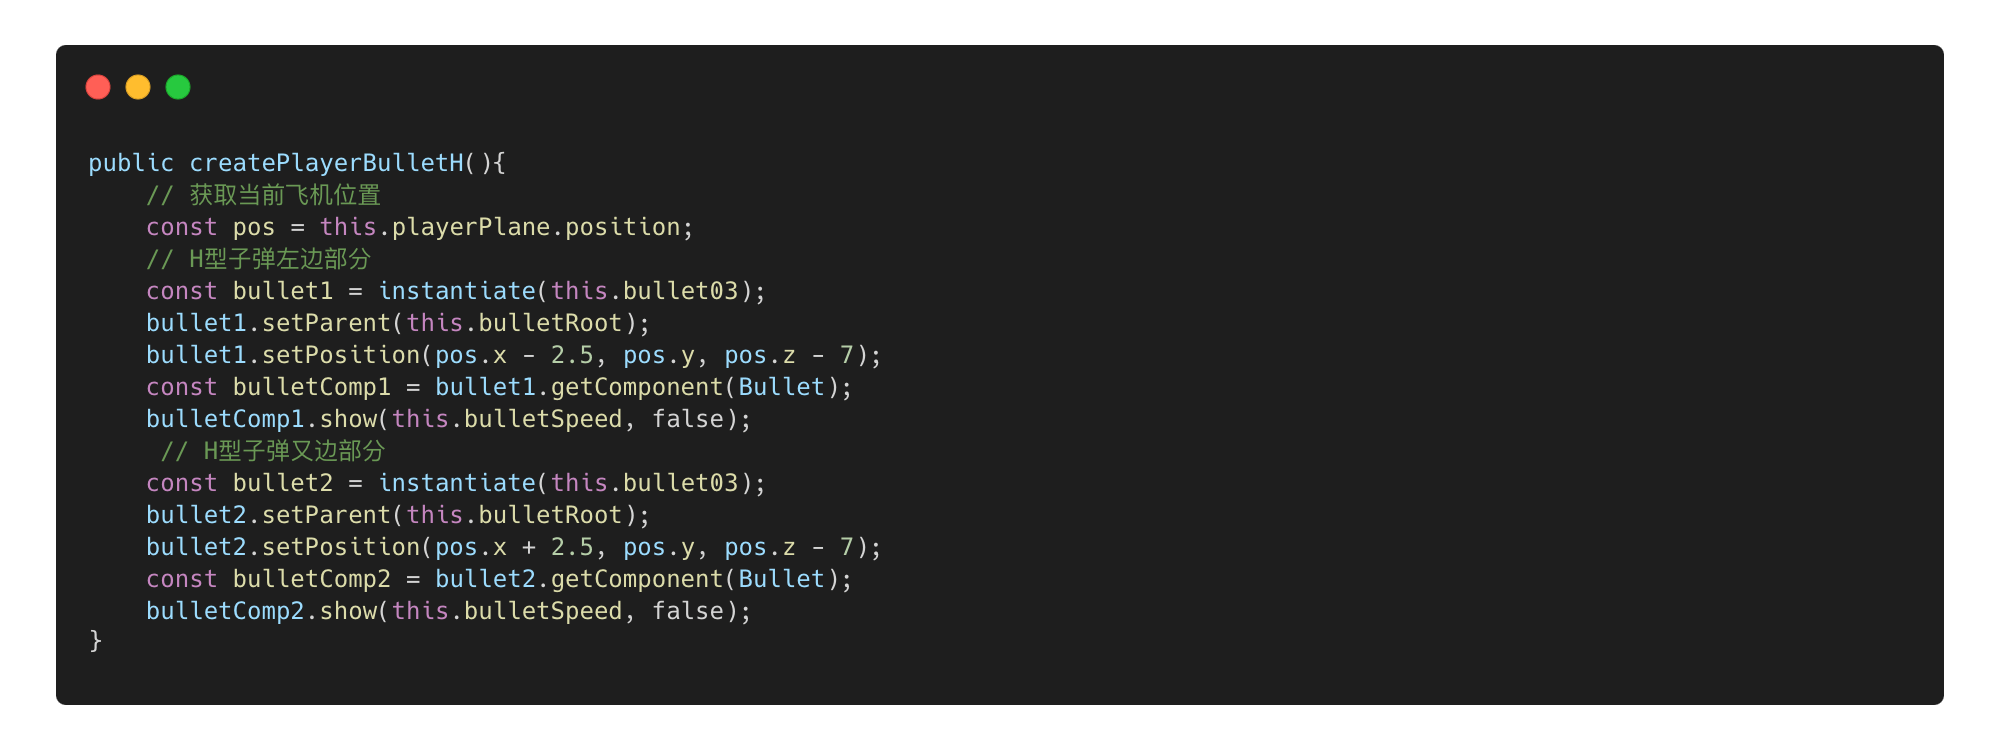 public createPlayerBulletH(){
    // 获取当前飞机位置
    const pos = this.playerPlane.position;
    // H型子弹左边部分
    const bullet1 = instantiate(this.bullet03);
    bullet1.setParent(this.bulletRoot);
    bullet1.setPosition(pos.x - 2.5, pos.y, pos.z - 7);
    const bulletComp1 = bullet1.getComponent(Bullet);
    bulletComp1.show(this.bulletSpeed, false);
     // H型子弹又边部分
    const bullet2 = instantiate(this.bullet03);
    bullet2.setParent(this.bulletRoot);
    bullet2.setPosition(pos.x + 2.5, pos.y, pos.z - 7);
    const bulletComp2 = bullet2.getComponent(Bullet);
    bulletComp2.show(this.bulletSpeed, false);
}